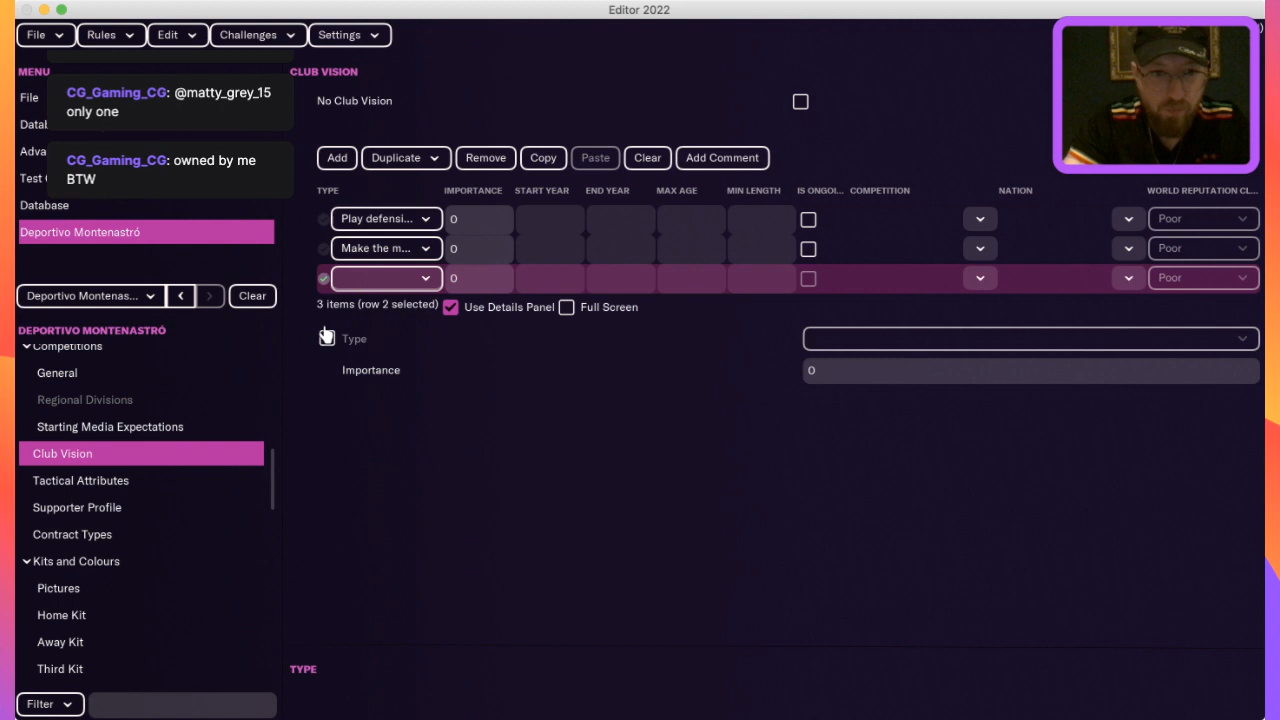 Editor 2022
File
Rules
Edit
Challenges
Settings
MENU
File
CG_Gaming_CG: @matty_grey_15
only one
CG_Gaming_CG: owned by me
BTW
Database
Deportivo Montenastró
Deportivo Montenas...
Clear
DEPORTIVO MONTENASTRÓ
Competitions
General
Regional Divisions
Starting Media Expectations
Club Vision
Tactical Attributes
Supporter Profile
Contract Types
Kits and Colours
Pictures
Home Kit
Away Kit
Third Kit
Filter
CLUB VISION
No Club Vision
Add
Duplicate
Remove
Copy
Paste
Clear
Add Comment
TYPE IMPORTANCE START YEAR END YEAR MAX AGE MIN LENGTH IS ONGOI... COMPETITION NATION WORLD REPUTATION CL...
Play defensi... 0 Poor
Make the m... 0 Poor
0 Poor
3 items (row 2 selected) Use Details Panel Full Screen
Type
Importance 0
TYPE